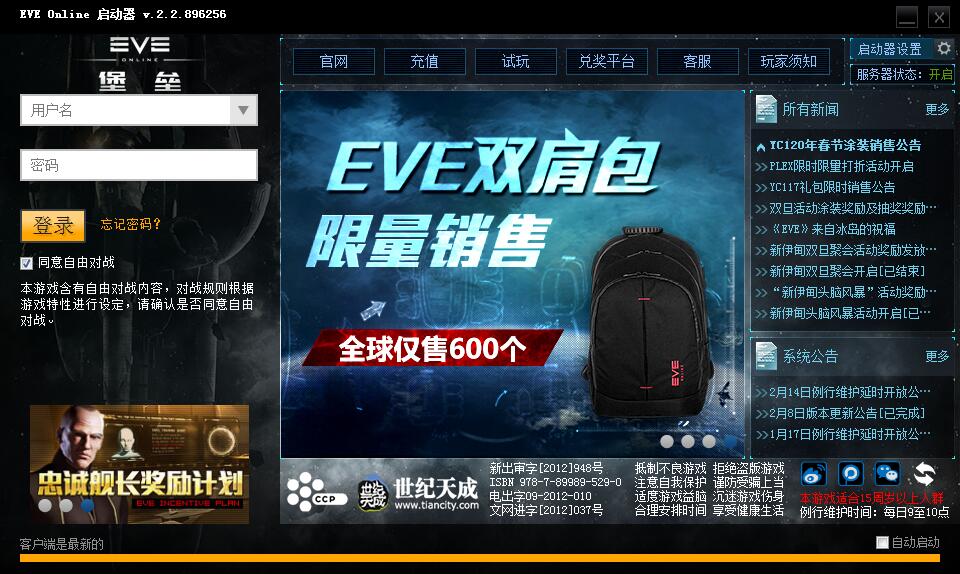 EVE Online 启动器 v.2.2.896256
EVE
ONLINE
堡垒
用户名
密码
登录 忘记密码?
同意自由对战
本游戏含有自由对战内容，对战规则根据
游戏特性进行设定，请确认是否同意自由
对战。
忠诚舰长奖励计划
EVE INCENTIVE PLAN
官网 充值 试玩 兑奖平台 客服 玩家须知
启动器设置
服务器状态：开启
EVE双肩包
限量销售
全球仅售600个
EVE
所有新闻 更多
YC120年春节涂装销售公告
PLEX限时限量打折活动开启
YC117礼包限时销售公告
双旦活动涂装奖励及抽奖奖励…
《EVE》来自冰岛的祝福
新伊甸双旦聚会活动奖励发放…
新伊甸双旦聚会开启[已结束]
“新伊甸头脑风暴”活动奖励…
新伊甸头脑风暴活动开启[已…
系统公告 更多
2月14日例行维护延时开放公…
2月8日版本更新公告[已完成]
1月17日例行维护延时开放公…
CCP
世纪天成
世纪天成
www.tiancity.com
新出审字[2012]948号
ISBN 978-7-89989-529-0
电出字09-2012-010
文网进字[2012]037号
抵制不良游戏 拒绝盗版游戏
注意自我保护 谨防受骗上当
适度游戏益脑 沉迷游戏伤身
合理安排时间 享受健康生活
本游戏适合15周岁以上人群
例行维护时间：每日9至10点
客户端是最新的
自动启动